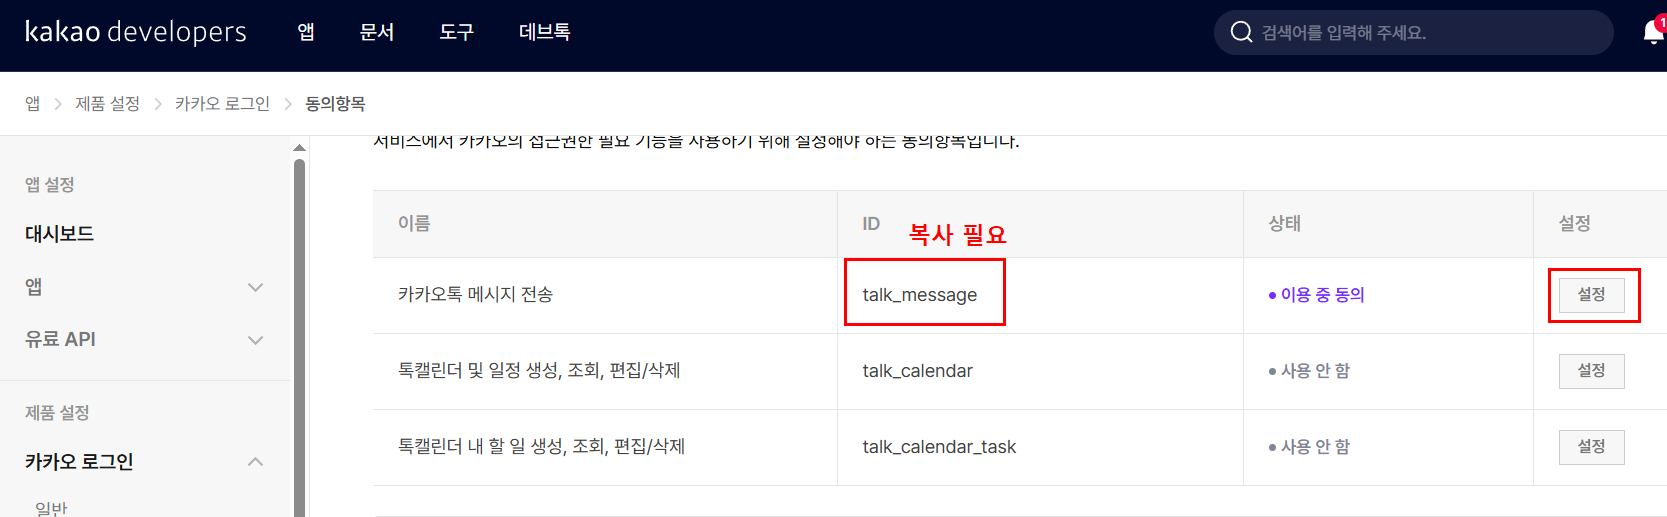 kakao developers 앱 문서 도구 데브톡 검색어를 입력해 주세요. 1
앱 > 제품 설정 > 카카오 로그인 > 동의항목
서비스에서 카카오의 접근권한 필요 기능을 사용하기 위해 설정해야 하는 동의항목입니다.
앱 설정
대시보드
앱
유료 API
제품 설정
카카오 로그인
일반
이름 ID 복사 필요 상태 설정
카카오톡 메시지 전송 talk_message 이용 중 동의 설정
톡캘린더 및 일정 생성, 조회, 편집/삭제 talk_calendar 사용 안 함 설정
톡캘린더 내 할 일 생성, 조회, 편집/삭제 talk_calendar_task 사용 안 함 설정